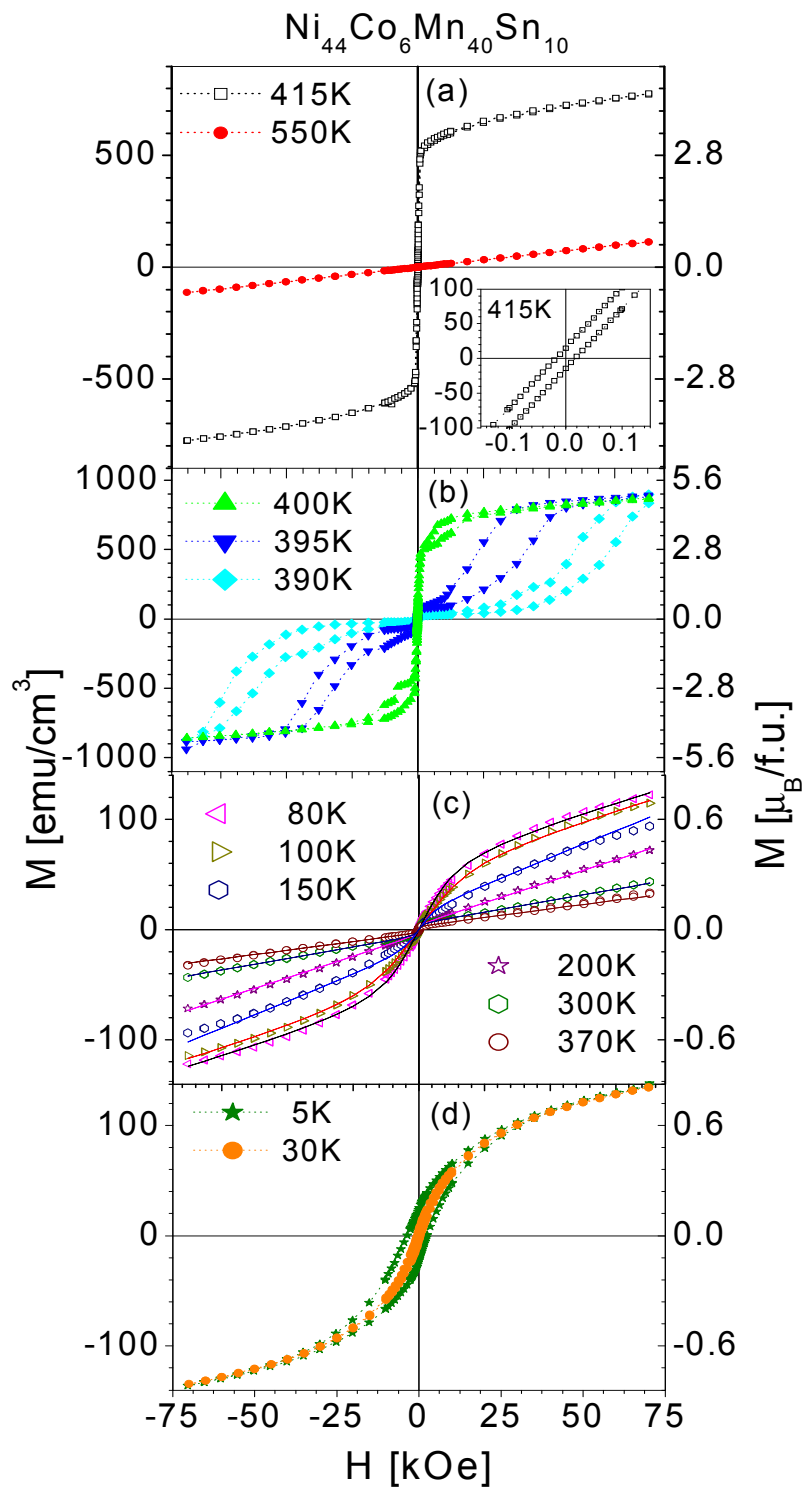 Ni44Co6Mn40Sn10
(a)
415K
550K
500
0
-500
2.8
0.0
-2.8
415K
100
50
0
-50
-100
-0.1 0.0 0.1
(b)
400K
395K
390K
1000
500
0
-500
-1000
5.6
2.8
0.0
-2.8
-5.6
M [emu/cm3]
M [μB/f.u.]
(c)
80K
100K
150K
200K
300K
370K
100
0
-100
0.6
0.0
-0.6
(d)
5K
30K
100
0
-100
0.6
0.0
-0.6
-75 -50 -25 0 25 50 75
H [kOe]